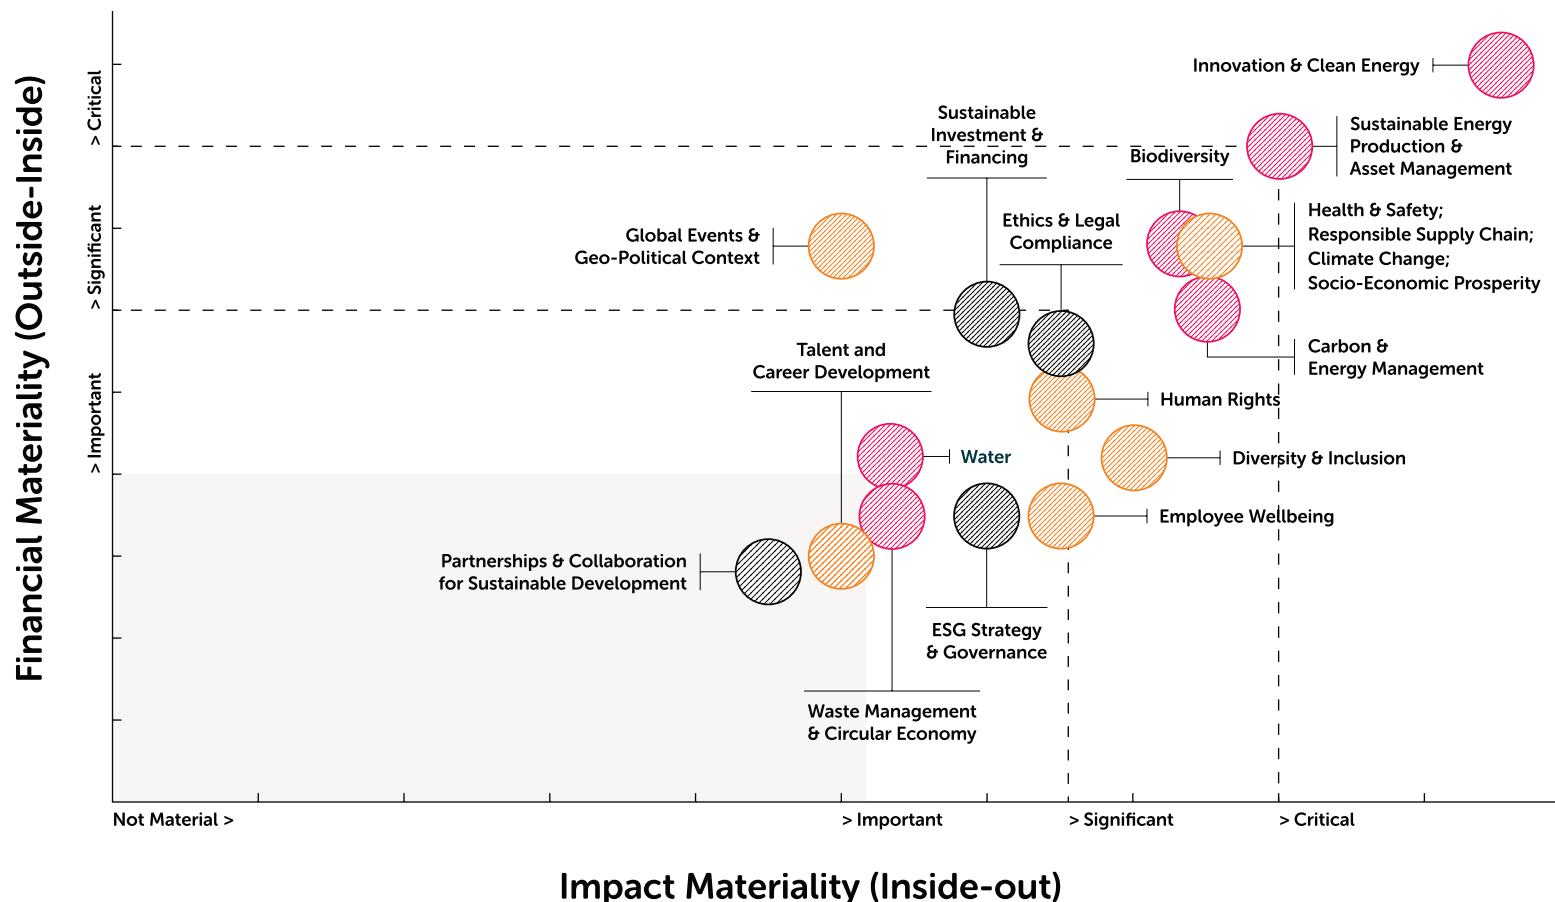 Financial Materiality (Outside-Inside)
> Critical
> Significant
> Important
Innovation & Clean Energy
Sustainable Energy
Production &
Asset Management
Sustainable
Investment &
Financing
Biodiversity
Health & Safety;
Responsible Supply Chain;
Climate Change;
Socio-Economic Prosperity
Ethics & Legal
Compliance
Global Events &
Geo-Political Context
Carbon &
Energy Management
Talent and
Career Development
Human Rights
Water
Diversity & Inclusion
Employee Wellbeing
Partnerships & Collaboration
for Sustainable Development
ESG Strategy
& Governance
Waste Management
& Circular Economy
Not Material >
> Important
> Significant
> Critical
Impact Materiality (Inside-out)